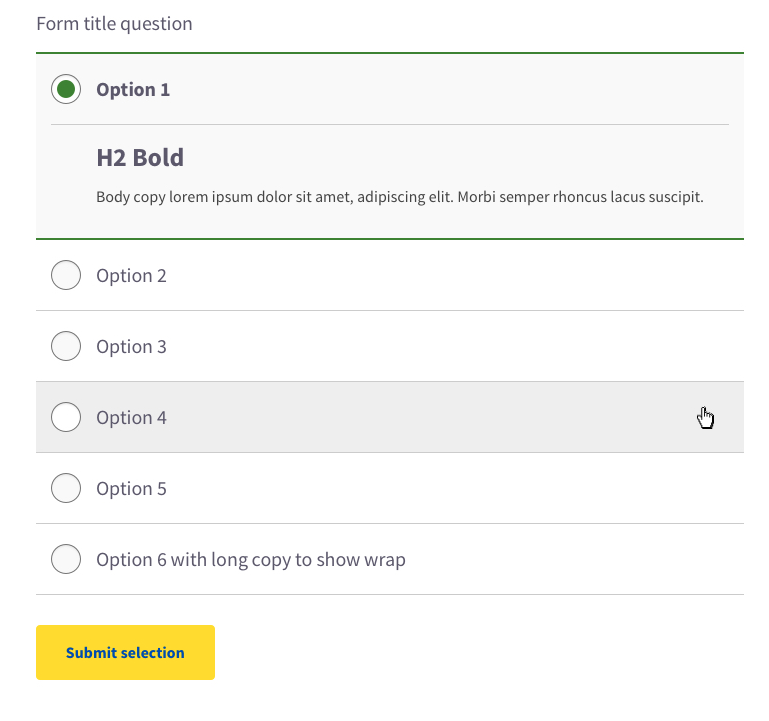 Form title question
Option 1
H2 Bold
Body copy lorem ipsum dolor sit amet, adipiscing elit. Morbi semper rhoncus lacus suscipit.
Option 2
Option 3
Option 4
Option 5
Option 6 with long copy to show wrap
Submit selection